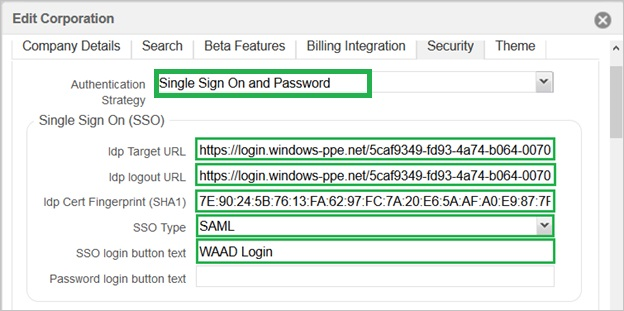 Edit Corporation
Company Details Search Beta Features Billing Integration Security Theme
Authentication Strategy Single Sign On and Password
Single Sign On (SSO)
Idp Target URL https://login.windows-ppe.net/5caf9349-fd93-4a74-b064-0070
Idp logout URL https://login.windows-ppe.net/5caf9349-fd93-4a74-b064-0070
Idp Cert Fingerprint (SHA1) 7E:90:24:5B:76:13:FA:62:97:FC:7A:20:E6:5A:AF:A0:E9:87:7F
SSO Type SAML
SSO login button text WAAD Login
Password login button text